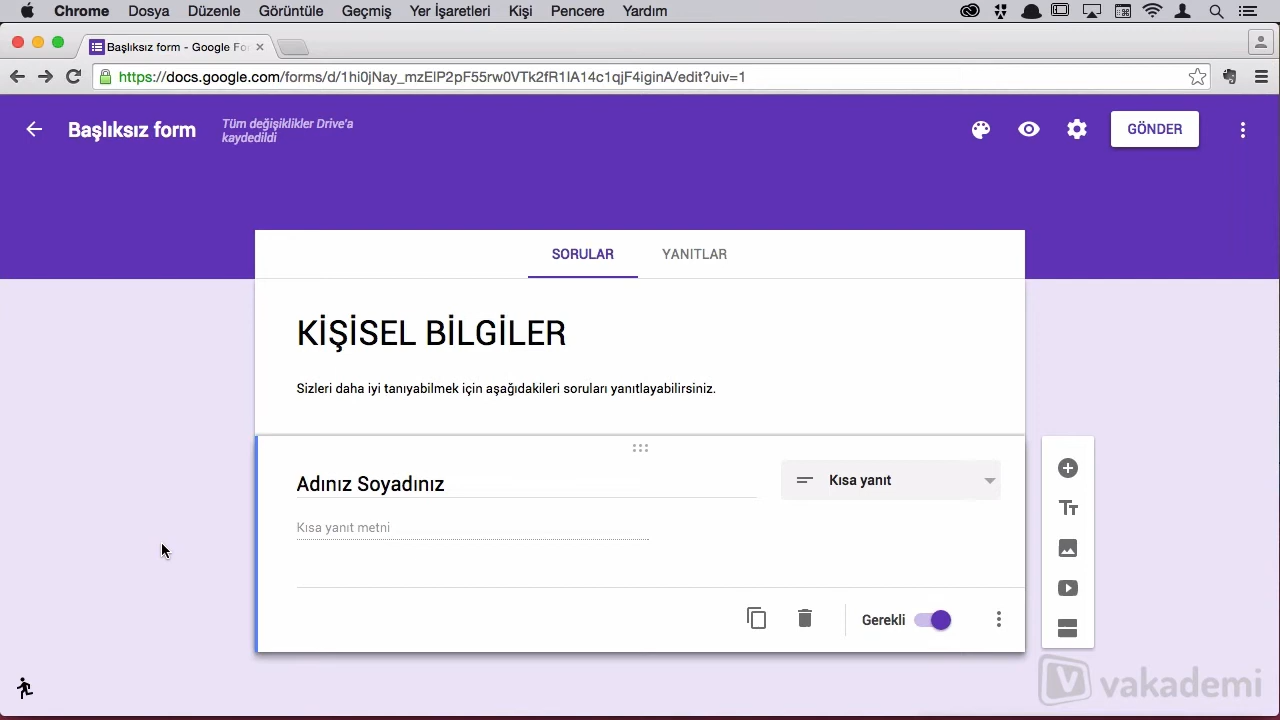 Chrome Dosya Düzenle Görüntüle Geçmiş Yer İşaretleri Kişi Pencere Yardım
Başlıksız form - Google Fo
https://docs.google.com/forms/d/1hi0jNay_mzElP2pF55rw0VTk2fR1IA14c1qjF4iginA/edit?uiv=1
Başlıksız form
Tüm değişiklikler Drive'a
kaydedildi
GÖNDER
SORULAR YANITLAR
KİŞİSEL BİLGİLER
Sizleri daha iyi tanıyabilmek için aşağıdakileri soruları yanıtlayabilirsiniz.
Adınız Soyadınız
Kısa yanıt
Kısa yanıt metni
Gerekli
vakademi